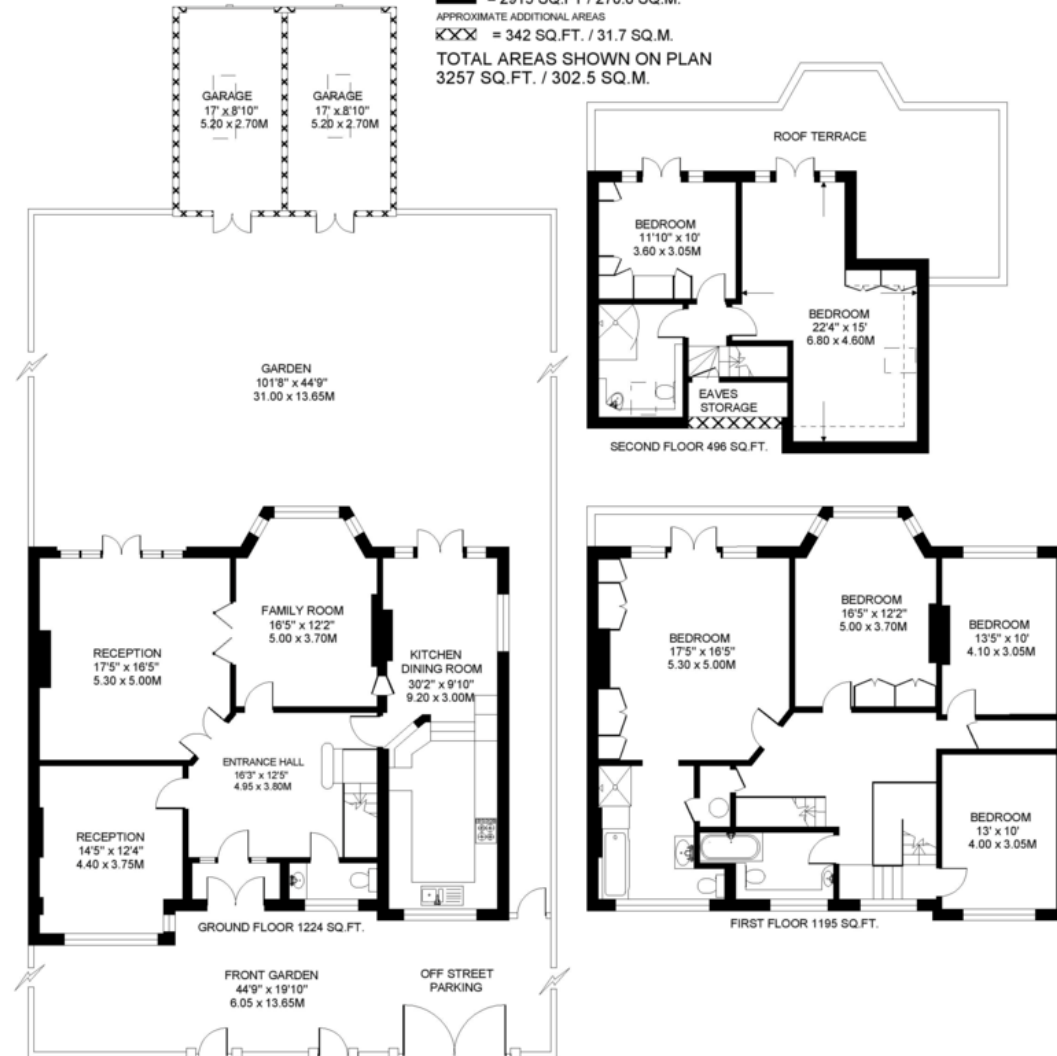 = 2915 SQ.FT / 270.8 SQ.M.
APPROXIMATE ADDITIONAL AREAS
= 342 SQ.FT. / 31.7 SQ.M.
TOTAL AREAS SHOWN ON PLAN
3257 SQ.FT. / 302.5 SQ.M.
GARAGE
17' x 8'10"
5.20 x 2.70M
GARAGE
17' x 8'10"
5.20 x 2.70M
ROOF TERRACE
BEDROOM
11'10" x 10'
3.60 x 3.05M
BEDROOM
22'4" x 15'
6.80 x 4.60M
EAVES
STORAGE
SECOND FLOOR 496 SQ.FT.
GARDEN
101'8" x 44'9"
31.00 x 13.65M
RECEPTION
17'5" x 16'5"
5.30 x 5.00M
FAMILY ROOM
16'5" x 12'2"
5.00 x 3.70M
KITCHEN
DINING ROOM
30'2" x 9'10"
9.20 x 3.00M
ENTRANCE HALL
16'3" x 12'5"
4.95 x 3.80M
RECEPTION
14'5" x 12'4"
4.40 x 3.75M
GROUND FLOOR 1224 SQ.FT.
FRONT GARDEN
44'9" x 19'10"
6.05 x 13.65M
OFF STREET
PARKING
BEDROOM
17'5" x 16'5"
5.30 x 5.00M
BEDROOM
16'5" x 12'2"
5.00 x 3.70M
BEDROOM
13'5" x 10'
4.10 x 3.05M
BEDROOM
13' x 10'
4.00 x 3.05M
FIRST FLOOR 1195 SQ.FT.